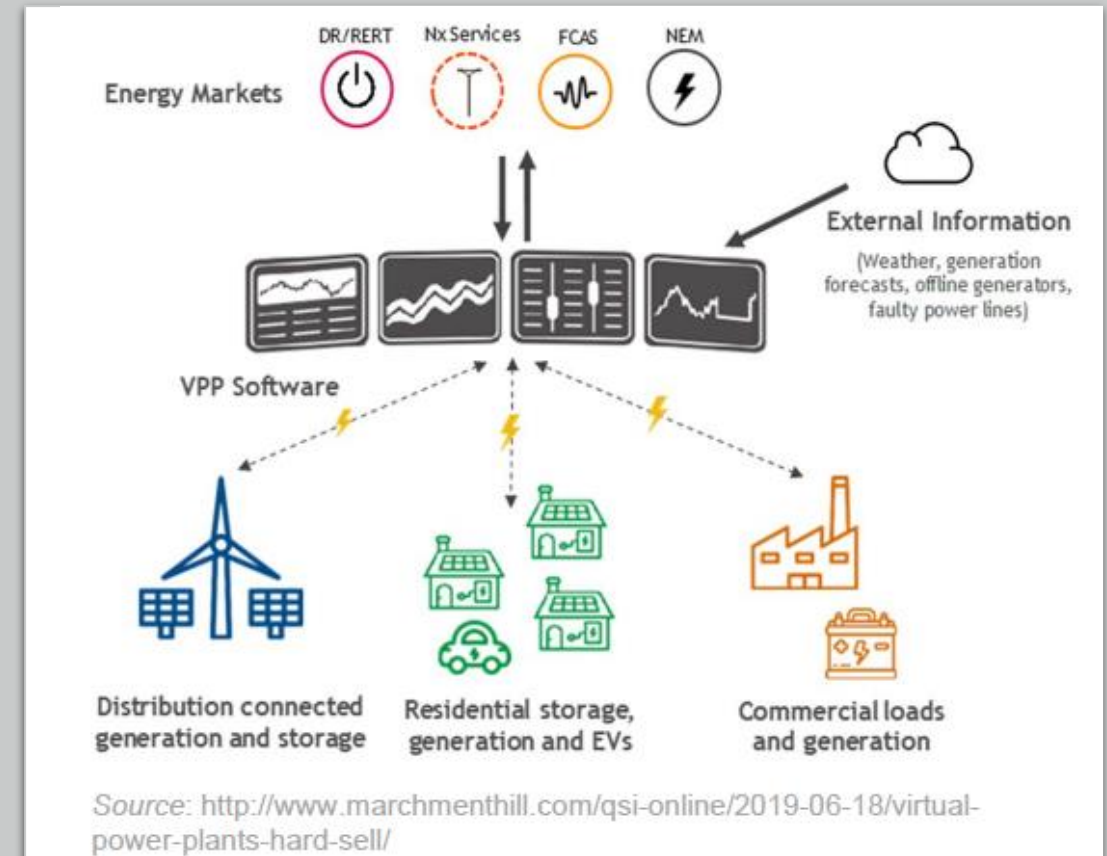 DR/RERT
Nx Services
FCAS
NEM
Energy Markets
External Information
(Weather, generation
forecasts, offline generators,
faulty power lines)
VPP Software
Distribution connected
generation and storage
Residential storage,
generation and EVs
Commercial loads
and generation
Source: http://www.marchmenthill.com/qsi-online/2019-06-18/virtual-
power-plants-hard-sell/